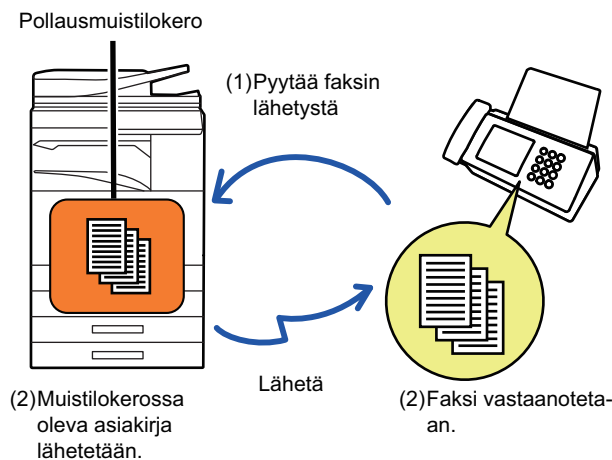 Pollausmuistilokero
(1)Pyytää faksin
lähetystä
Lähetä
(2)Muistilokerossa
oleva asiakirja
lähetetään.
(2)Faksi vastaanoteta-
an.